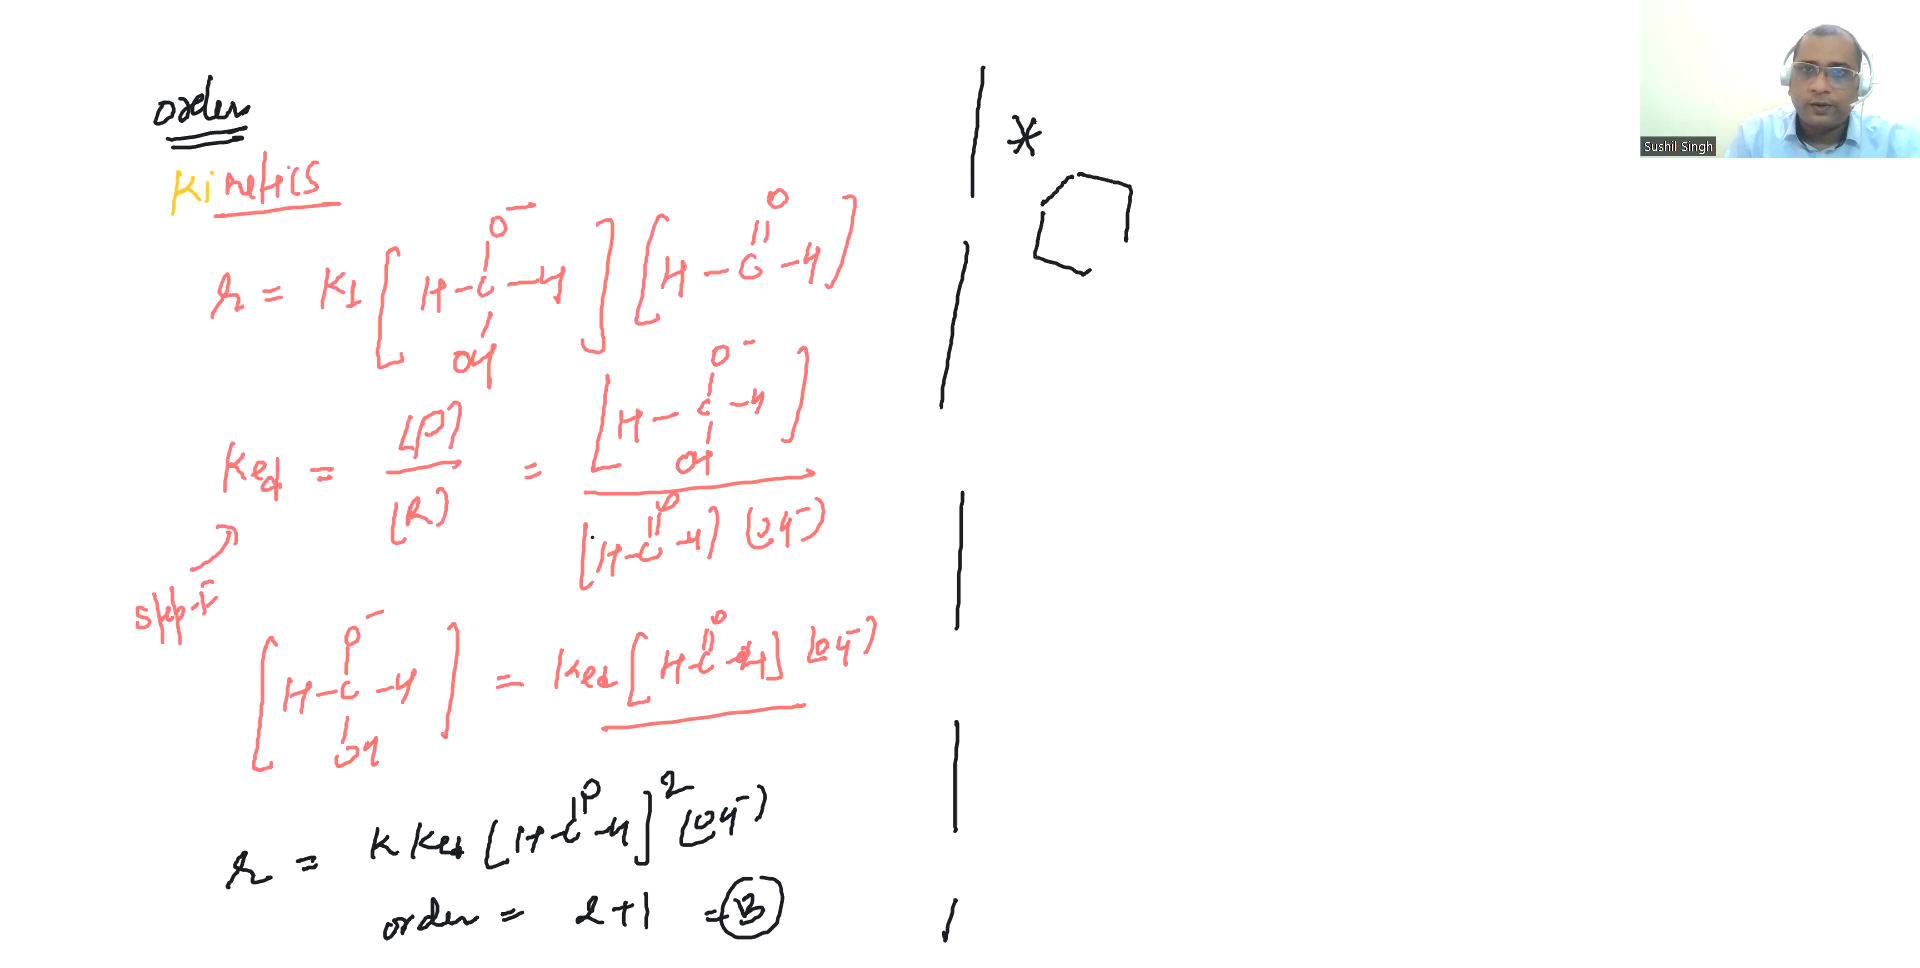 order
Kinetics
r = K1 [ H-C(O⁻)(OH)-H ] [ H-C(=O)-H ]
Keq = [P]/[R] = [ H-C(O⁻)(OH)-H ] / [ H-C(=O)-H ] [OH⁻]
Step-I
[ H-C(O⁻)(OH)-H ] = Keq [ H-C(=O)-H ] [OH⁻]
r = K Keq [ H-C(=O)-H ]² [OH⁻]
order = 2+1 = 3
*
Sushil Singh